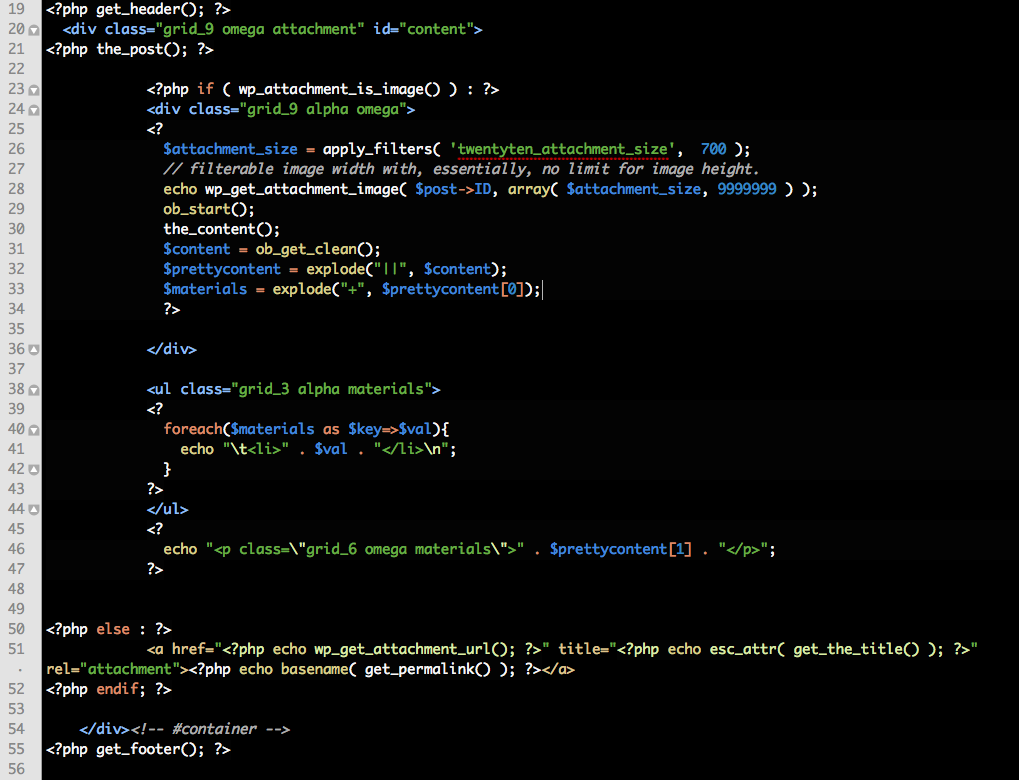 19 <?php get_header(); ?>
20 <div class="grid_9 omega attachment" id="content">
21 <?php the_post(); ?>
22
23 <?php if ( wp_attachment_is_image() ) : ?>
24 <div class="grid_9 alpha omega">
25 <?
26 $attachment_size = apply_filters( 'twentyten_attachment_size',  700 );
27 // filterable image width with, essentially, no limit for image height.
28 echo wp_get_attachment_image( $post->ID, array( $attachment_size, 9999999 ) );
29 ob_start();
30 the_content();
31 $content = ob_get_clean();
32 $prettycontent = explode("||", $content);
33 $materials = explode("+", $prettycontent[0]);
34 ?>
35
36 </div>
37
38 <ul class="grid_3 alpha materials">
39 <?
40 foreach($materials as $key=>$val){
41 echo "\t<li>" . $val . "</li>\n";
42 }
43 ?>
44 </ul>
45 <?
46 echo "<p class=\"grid_6 omega materials\">" . $prettycontent[1] . "</p>";
47 ?>
48
49
50 <?php else : ?>
51 <a href="<?php echo wp_get_attachment_url(); ?>" title="<?php echo esc_attr( get_the_title() ); ?>"
· rel="attachment"><?php echo basename( get_permalink() ); ?></a>
52 <?php endif; ?>
53
54 </div><!-- #container -->
55 <?php get_footer(); ?>
56